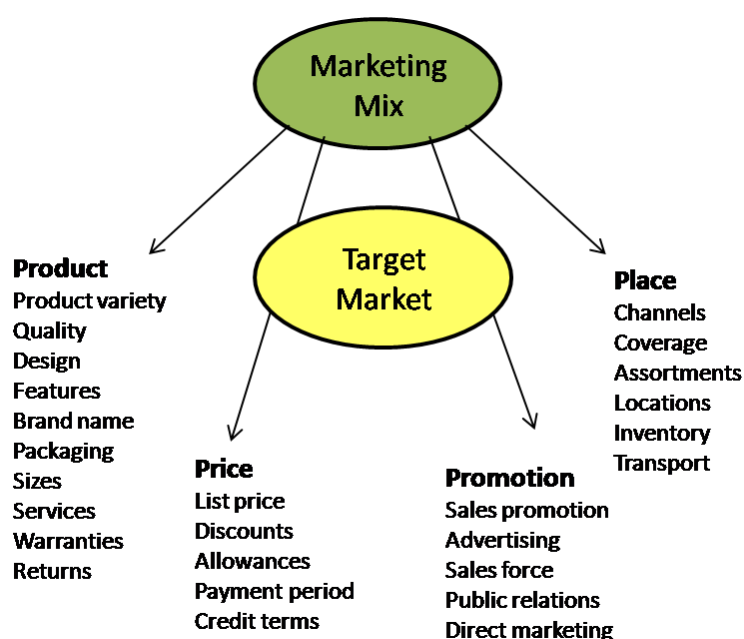 Marketing
Mix
Target
Market
Product
Product variety
Quality
Design
Features
Brand name
Packaging
Sizes
Services
Warranties
Returns
Price
List price
Discounts
Allowances
Payment period
Credit terms
Promotion
Sales promotion
Advertising
Sales force
Public relations
Direct marketing
Place
Channels
Coverage
Assortments
Locations
Inventory
Transport